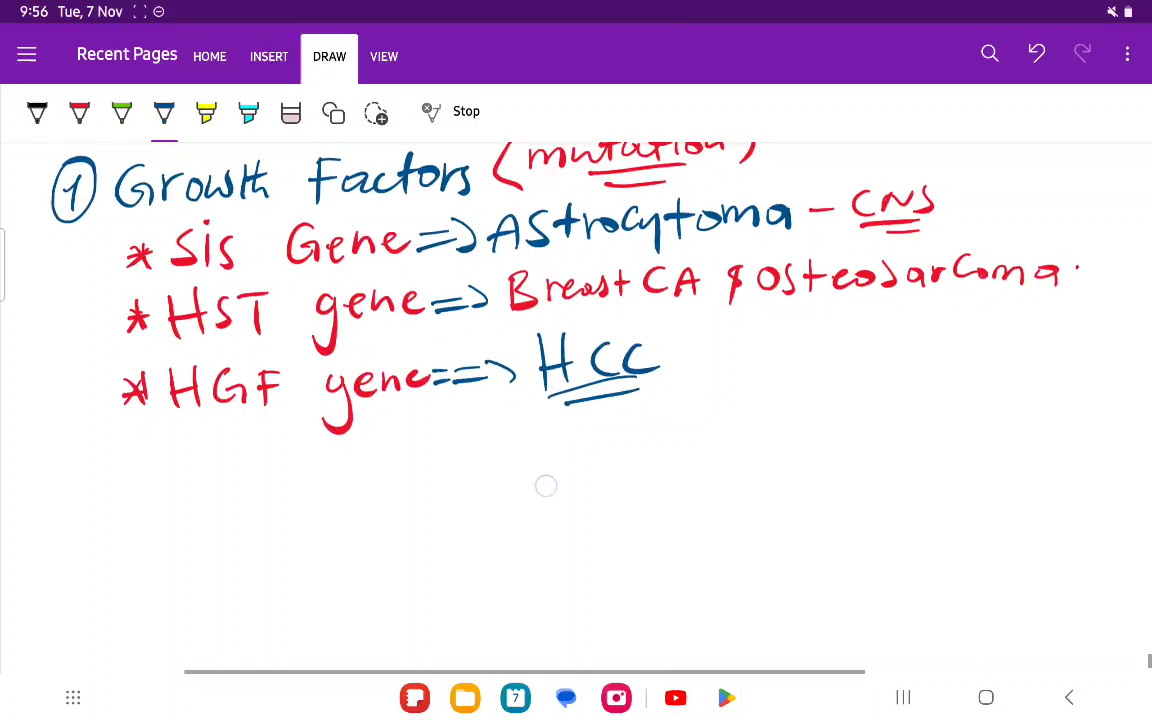 9:56 Tue, 7 Nov
Recent Pages HOME INSERT DRAW VIEW
Stop
(mutation)
1 Growth Factors
* Sis Gene => AStrocytoma - CNS
* HST gene => Breast CA & Osteosarcoma.
* HGF gene ==> HCC
7